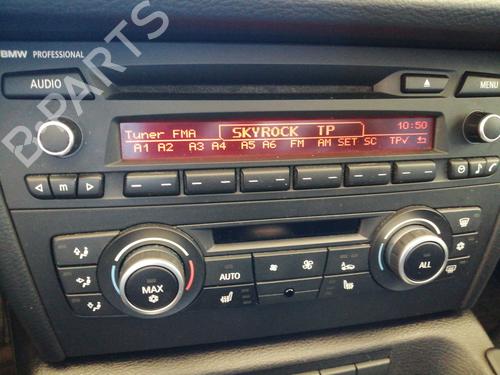 BMW PROFESSIONAL
AUDIO
MENU
Tuner FMA
SKYROCK TP
10:50
A1 A2 A3 A4 A5 A6 FM AM SET SC TP✓
m
AUTO
MAX
ALL
B-PARTS